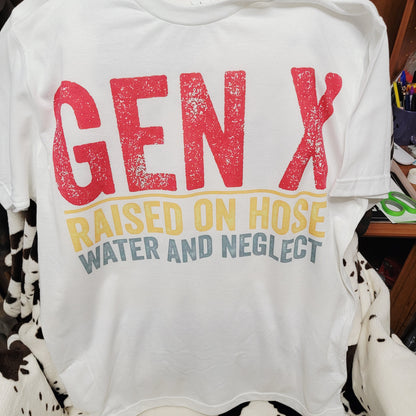 GEN X
RAISED ON HOSE
WATER AND NEGLECT